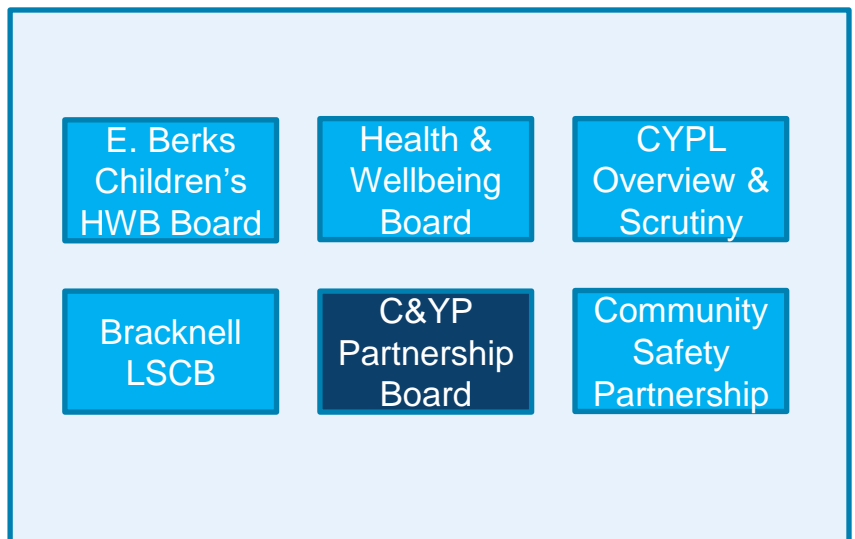 E. Berks
Children’s
HWB Board
Health &
Wellbeing
Board
CYPL
Overview &
Scrutiny
Bracknell
LSCB
C&YP
Partnership
Board
Community
Safety
Partnership